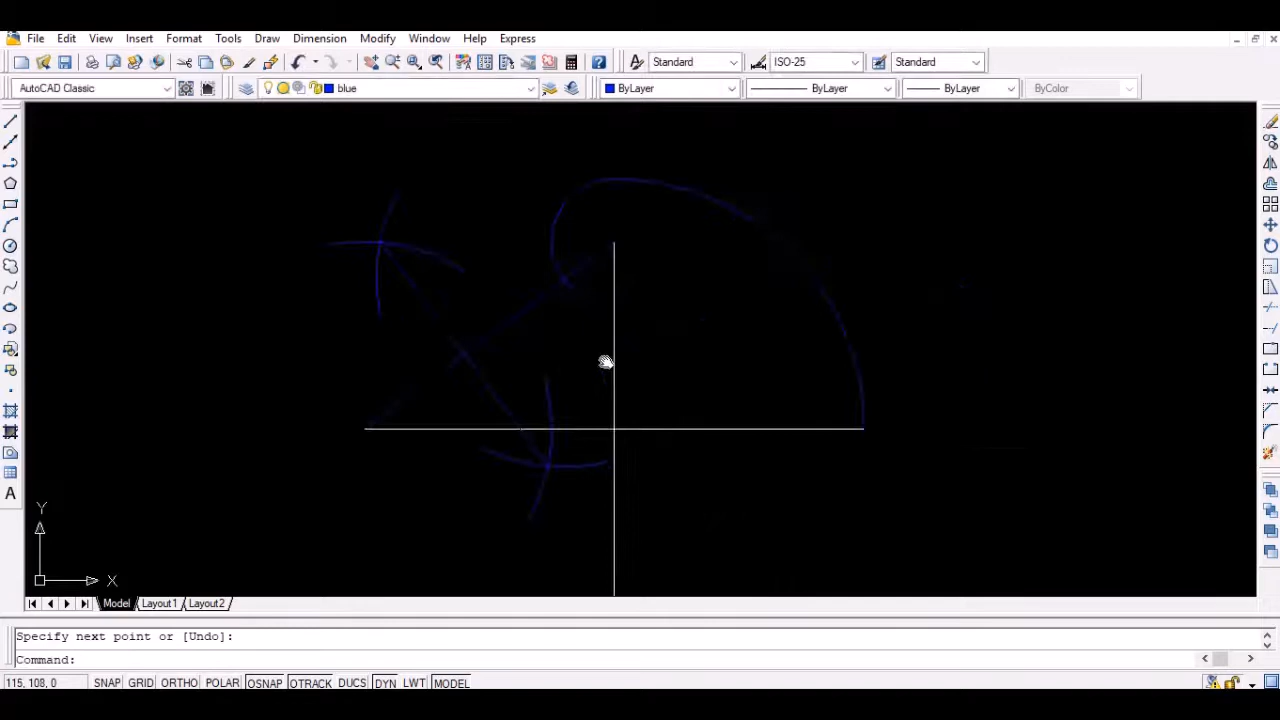 File Edit View Insert Format Tools Draw Dimension Modify Window Help Express
Standard ISO-25 Standard
AutoCAD Classic blue ByLayer ByLayer ByLayer ByColor
A
Y
X
Model Layout1 Layout2
Specify next point or [Undo]:
Command:
115, 108, 0 SNAP GRID ORTHO POLAR OSNAP OTRACK DUCS DYN LWT MODEL